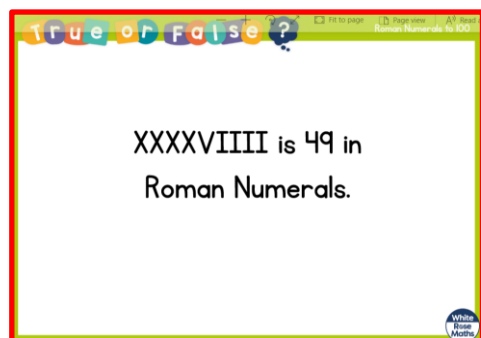 Fit to page Page view Read
True or False ?
Roman Numerals to 100
XXXXVIIII is 49 in
Roman Numerals.
White
Rose
Maths